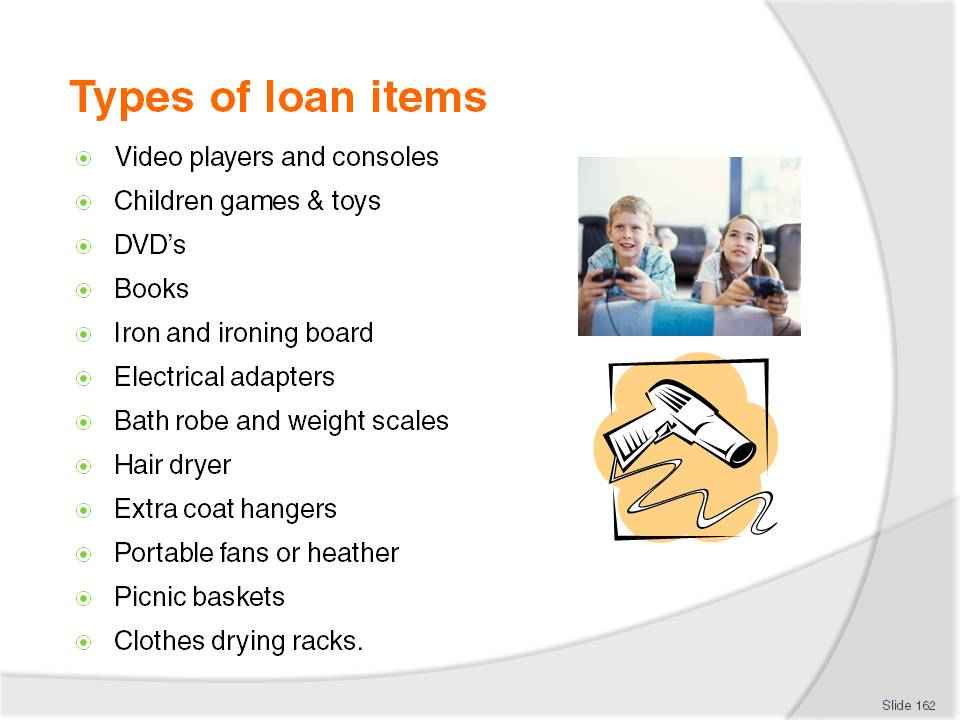 Types of loan items
Video players and consoles
Children games & toys
DVD’s
Books
Iron and ironing board
Electrical adapters
Bath robe and weight scales
Hair dryer
Extra coat hangers
Portable fans or heather
Picnic baskets
Clothes drying racks.
Slide 162